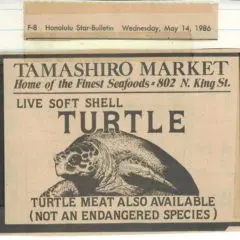 F-8 Honolulu Star-Bulletin Wednesday, May 14, 1986
TAMASHIRO MARKET
Home of the Finest Seafoods • 802 N. King St.
LIVE SOFT SHELL
TURTLE
TURTLE MEAT ALSO AVAILABLE
(NOT AN ENDANGERED SPECIES)